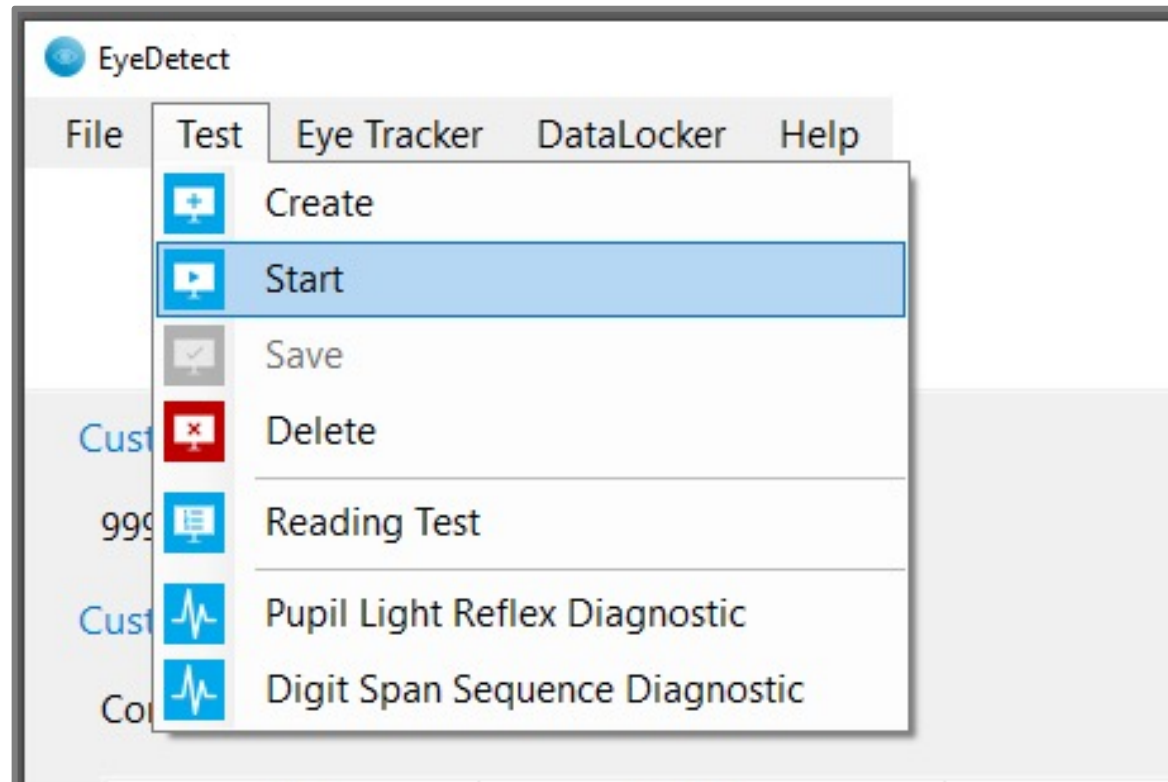 EyeDetect
File Test Eye Tracker DataLocker Help
Create
Start
Save
Delete
Reading Test
Pupil Light Reflex Diagnostic
Digit Span Sequence Diagnostic